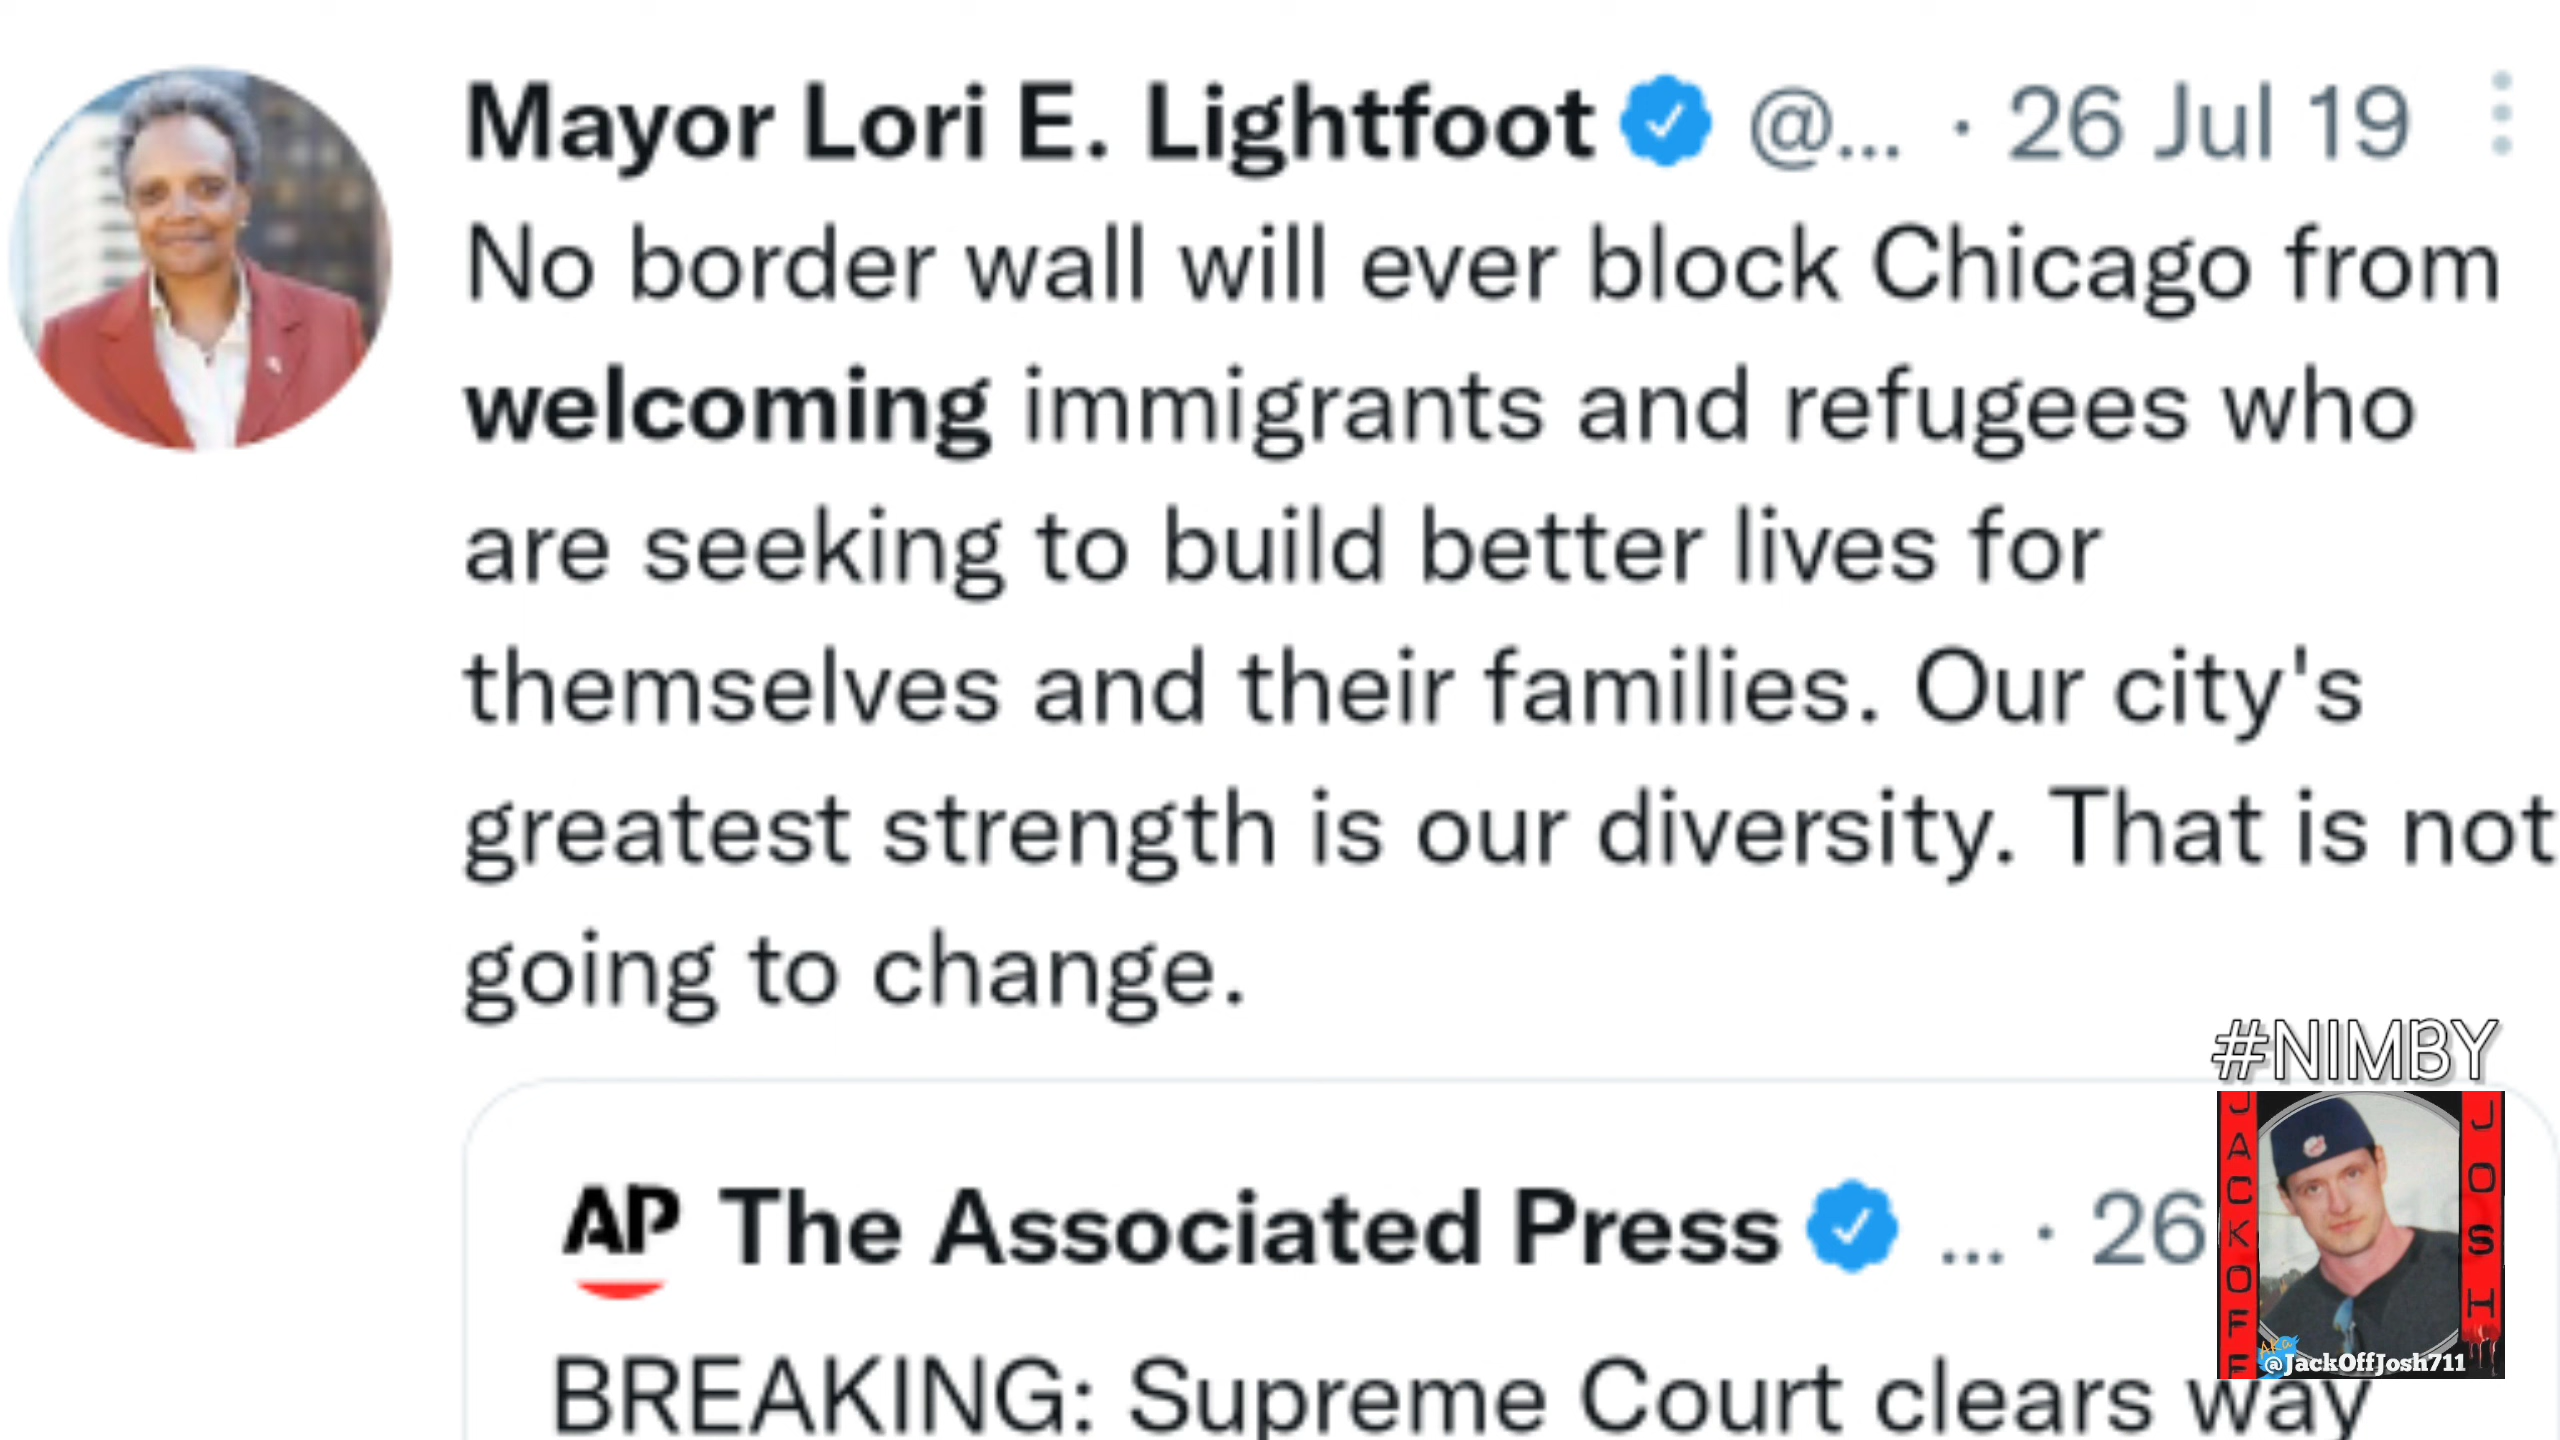 Mayor Lori E. Lightfoot @... · 26 Jul 19
No border wall will ever block Chicago from
welcoming immigrants and refugees who
are seeking to build better lives for
themselves and their families. Our city's
greatest strength is our diversity. That is not
going to change.
#NIMBY
AP The Associated Press ... · 26
JACKOFF
JOSH
AKA
@JackOffJosh711
BREAKING: Supreme Court clears way